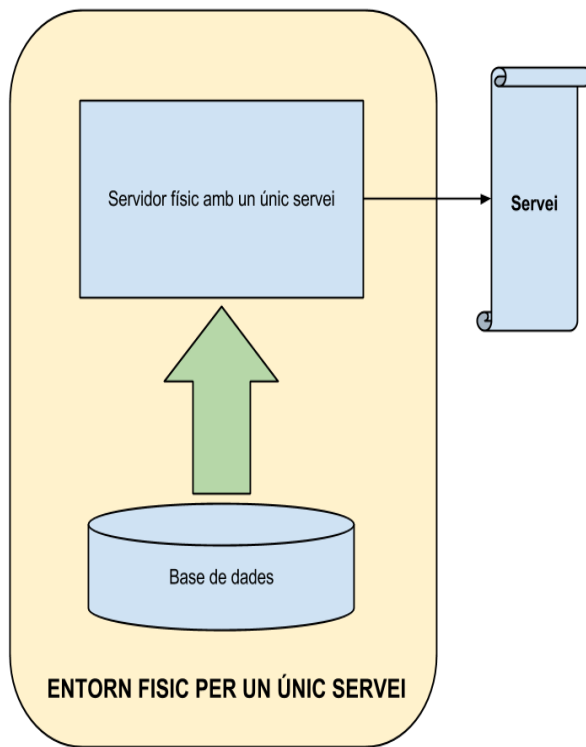 Servidor físic amb un únic servei
Servei
Base de dades
ENTORN FISIC PER UN ÚNIC SERVEI